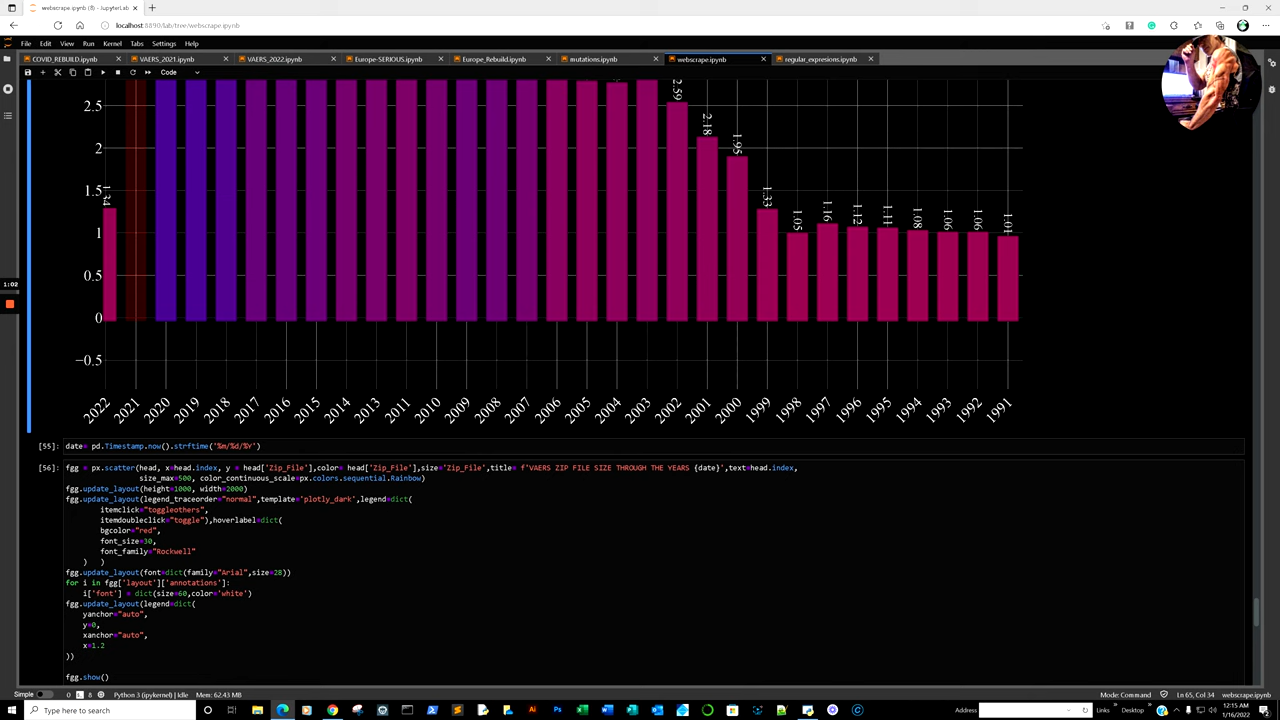 webscrape.ipynb (8) - JupyterLab
localhost:8890/lab/tree/webscrape.ipynb
File Edit View Run Kernel Tabs Settings Help
COVID_REBUILD.ipynb VAERS_2021.ipynb VAERS_2022.ipynb Europe-SERIOUS.ipynb Europe_Rebuild.ipynb mutations.ipynb webscrape.ipynb regular_expresions.ipynb
Code
2.5
2
1.5
1
0.5
0
−0.5
1.34 2.59 2.18 1.95 1.33 1.05 1.16 1.12 1.11 1.08 1.06 1.06 1.01
2022 2021 2020 2019 2018 2017 2016 2015 2014 2013 2011 2010 2009 2008 2007 2006 2005 2004 2003 2002 2001 2000 1999 1998 1997 1996 1995 1994 1993 1992 1991
1:02
[55]: date= pd.Timestamp.now().strftime('%m/%d/%Y')
[56]: fgg = px.scatter(head, x=head.index, y = head['Zip_File'],color= head['Zip_File'],size='Zip_File',title= f'VAERS ZIP FILE SIZE THROUGH THE YEARS {date}',text=head.index,
size_max=500, color_continuous_scale=px.colors.sequential.Rainbow)
fgg.update_layout(height=1000, width=2000)
fgg.update_layout(legend_traceorder="normal",template='plotly_dark',legend=dict(
itemclick="toggleothers",
itemdoubleclick="toggle"),hoverlabel=dict(
bgcolor="red",
font_size=30,
font_family="Rockwell"
) )
fgg.update_layout(font=dict(family="Arial",size=28))
for i in fgg['layout']['annotations']:
i['font'] = dict(size=60,color='white')
fgg.update_layout(legend=dict(
yanchor="auto",
y=0,
xanchor="auto",
x=1.2
))
fgg.show()
Simple 0 8 Python 3 (ipykernel) | Idle Mem: 62.43 MB Mode: Command Ln 65, Col 34 webscrape.ipynb
Type here to search Address Links Desktop 12:15 AM
1/16/2022